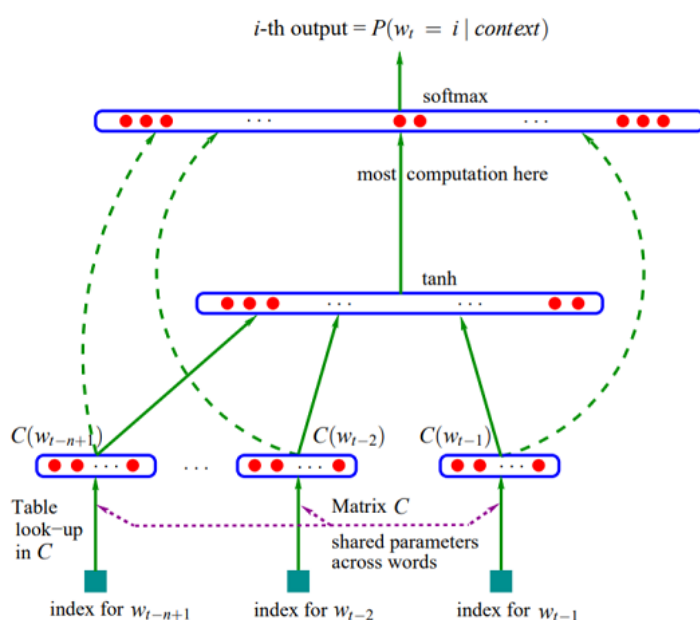 i-th output = P(w_t = i | context)
softmax
. . .
. . .
most computation here
tanh
. . .
. . .
C(w_{t−n+1})
C(w_{t−2})
C(w_{t−1})
. . .
. . .
. . .
. . .
Table
look−up
in C
Matrix C
shared parameters
across words
index for w_{t−n+1}
index for w_{t−2}
index for w_{t−1}